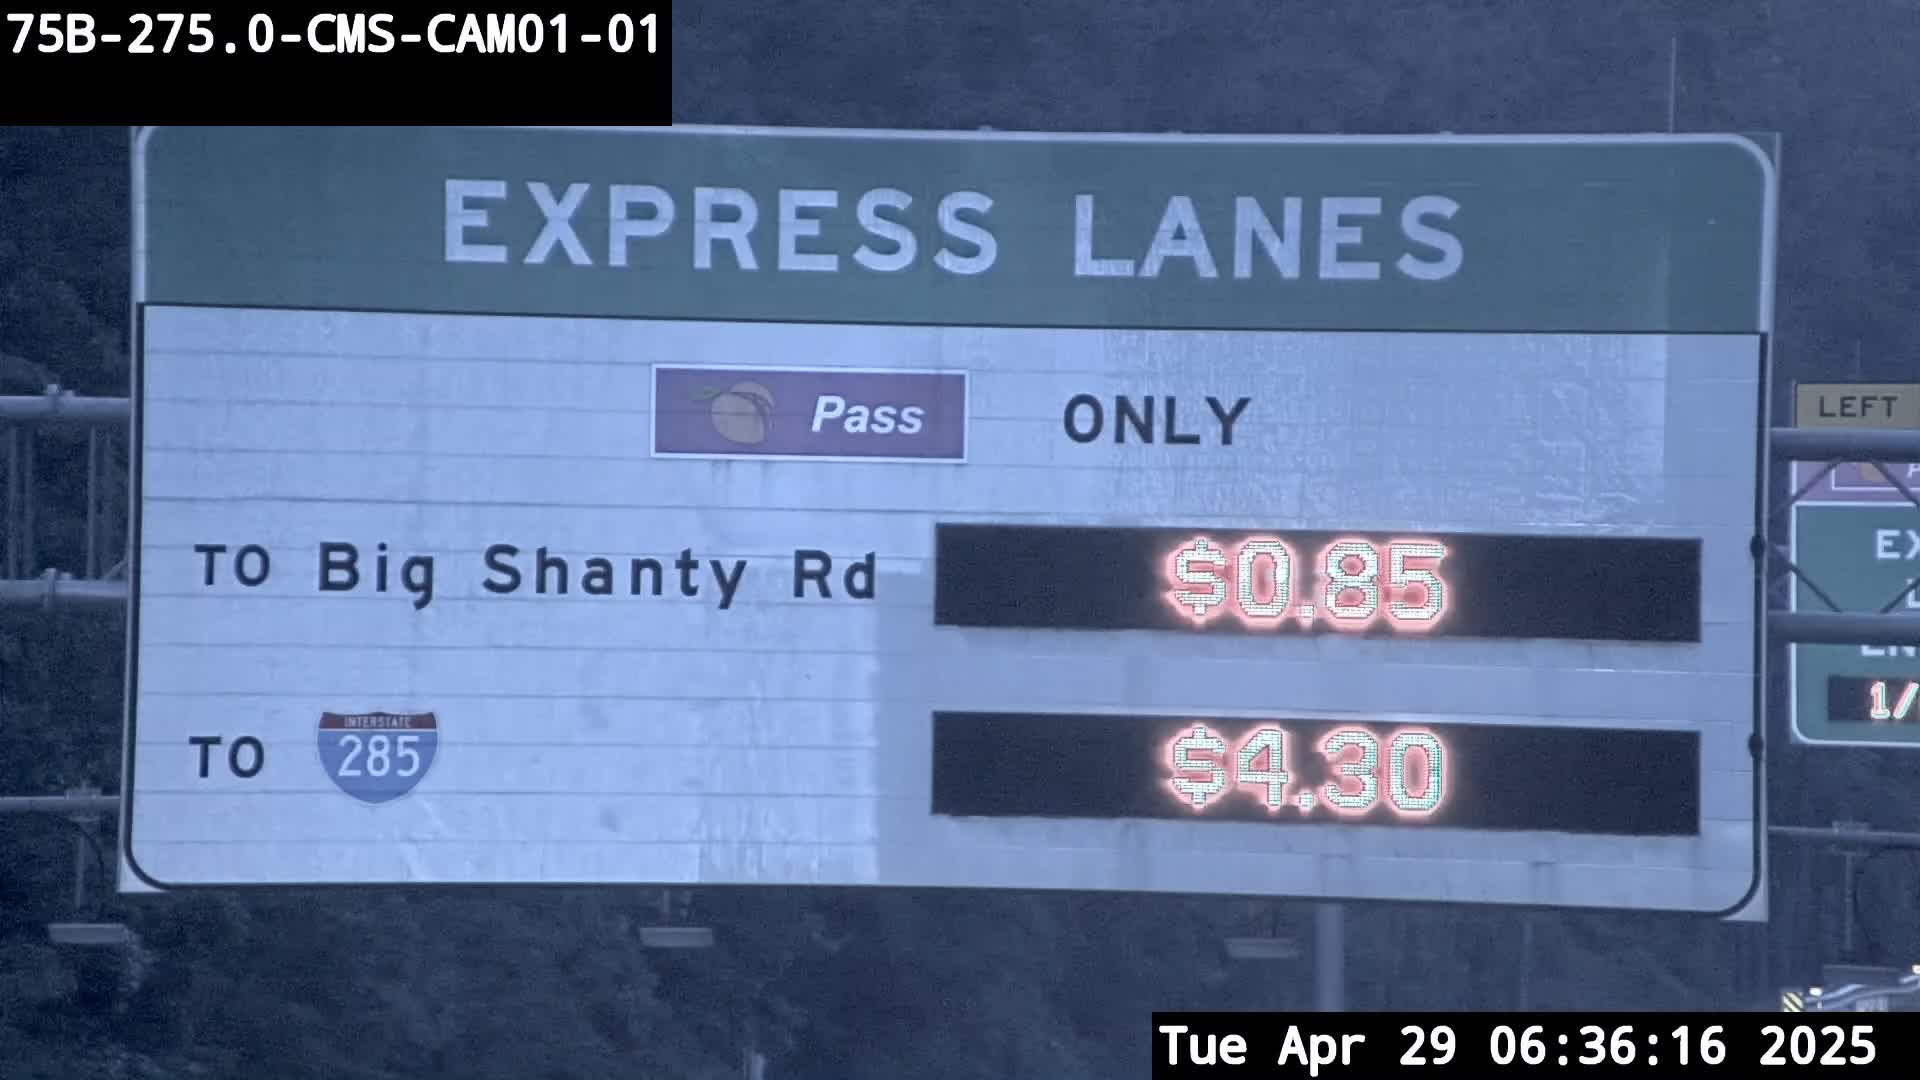 75B-275.0-CMS-CAM01-01
EXPRESS LANES
Pass ONLY
TO Big Shanty Rd $0.85
TO INTERSTATE 285 $4.30
LEFT
1/
Tue Apr 29 06:36:16 2025